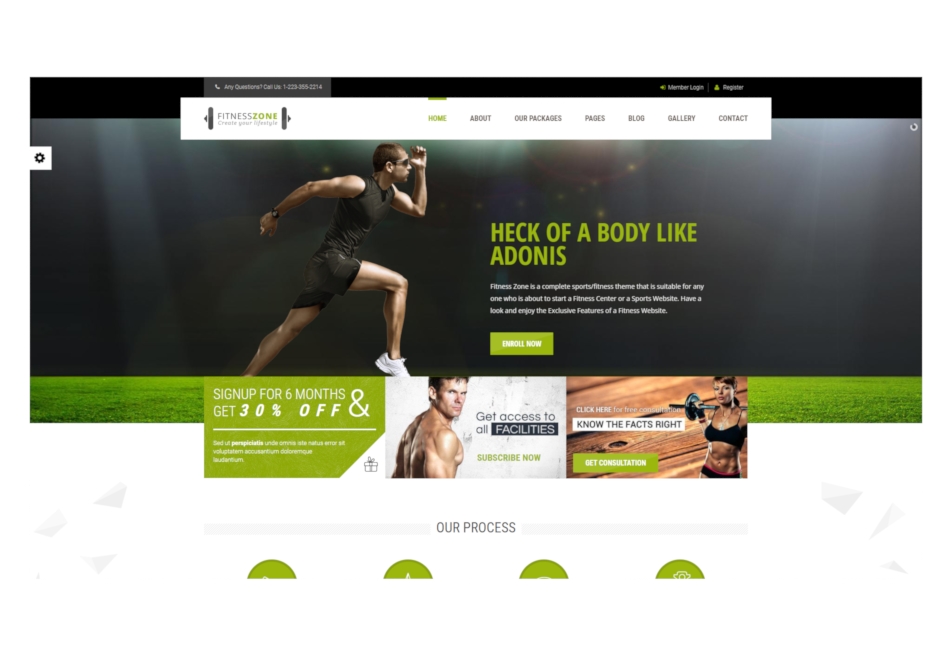 Any Questions? Call Us: 1-223-355-2214
Member Login
Register
FITNESSZONE
Create your lifestyle
HOME
ABOUT
OUR PACKAGES
PAGES
BLOG
GALLERY
CONTACT
HECK OF A BODY LIKE
ADONIS
Fitness Zone is a complete sports/fitness theme that is suitable for any
one who is about to start a Fitness Center or a Sports Website. Have a
look and enjoy the Exclusive Features of a Fitness Website.
ENROLL NOW
SIGNUP FOR 6 MONTHS &
GET 30% OFF
Sed ut perspiciatis unde omnis iste natus error sit
voluptatem accusantium doloremque
laudantium.
Get access to
all FACILITIES
SUBSCRIBE NOW
CLICK HERE for free consultation
KNOW THE FACTS RIGHT
GET CONSULTATION
OUR PROCESS